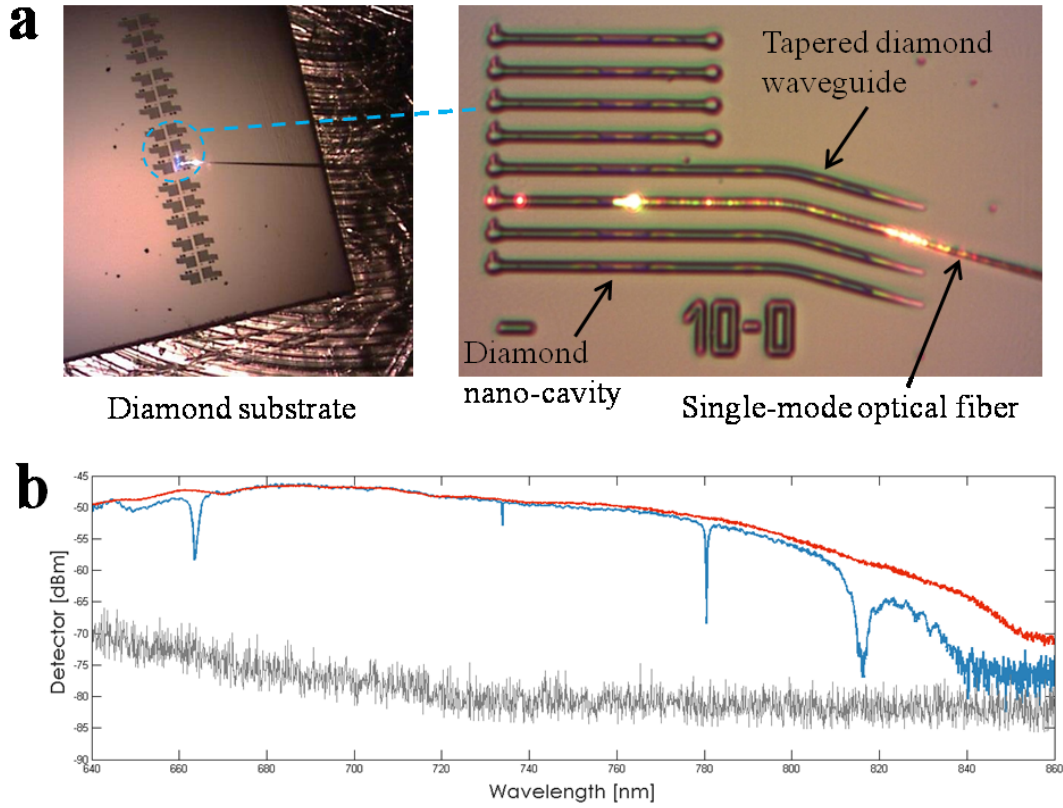 a
Tapered diamond
waveguide
10-0
Diamond
nano-cavity
Diamond substrate
Single-mode optical fiber
b
-45
-50
-55
-60
-65
-70
-75
-80
-85
-90
Detector [dBm]
640 660 680 700 720 740 760 780 800 820 840 860
Wavelength [nm]